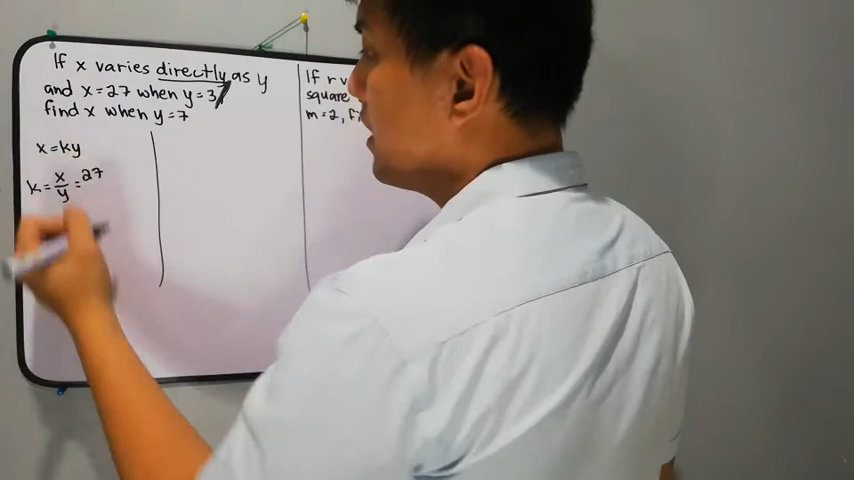 If x varies directly as y
and x=27 when y=3,
find x when y=7
x=ky
k=x/y=27
If r
square
m=2,